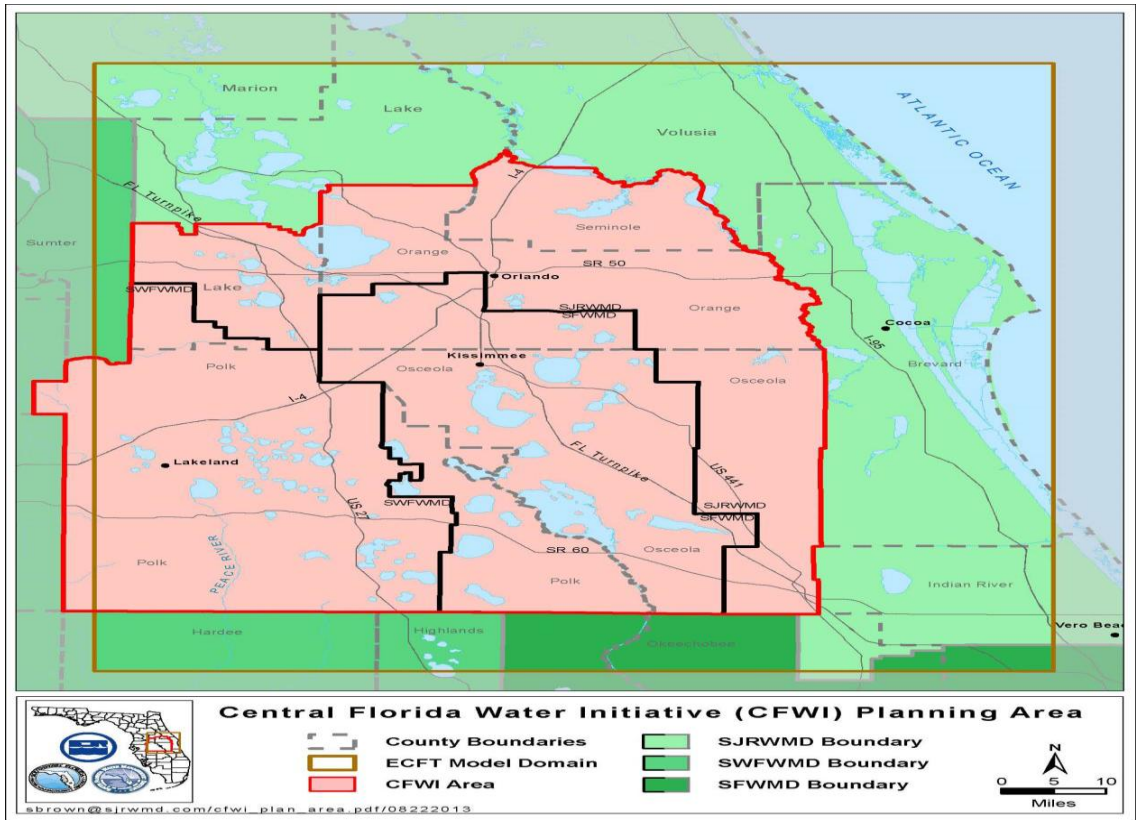 Marion
Lake
Volusia
ATLANTIC OCEAN
I-4
FL Turnpike
Sumter
Seminole
Orange
SR 50
Orlando
Lake
SWFWMD
SJRWMD
SFWMD
Orange
Cocoa
I-95
Polk
Kissimmee
Osceola
Osceola
Brevard
I-4
Lakeland
FL Turnpike
US 441
US 27
SWFWMD
SJRWMD
SFWMD
SR 60
Osceola
Polk
PEACE RIVER
Polk
Indian River
Hardee
Highlands
Okeechobee
Vero Beac
Central Florida Water Initiative (CFWI) Planning Area
County Boundaries
ECFT Model Domain
CFWI Area
SJRWMD Boundary
SWFWMD Boundary
SFWMD Boundary
N
0 5 10
Miles
sbrown@sjrwmd.com/cfwi_plan_area.pdf/08222013